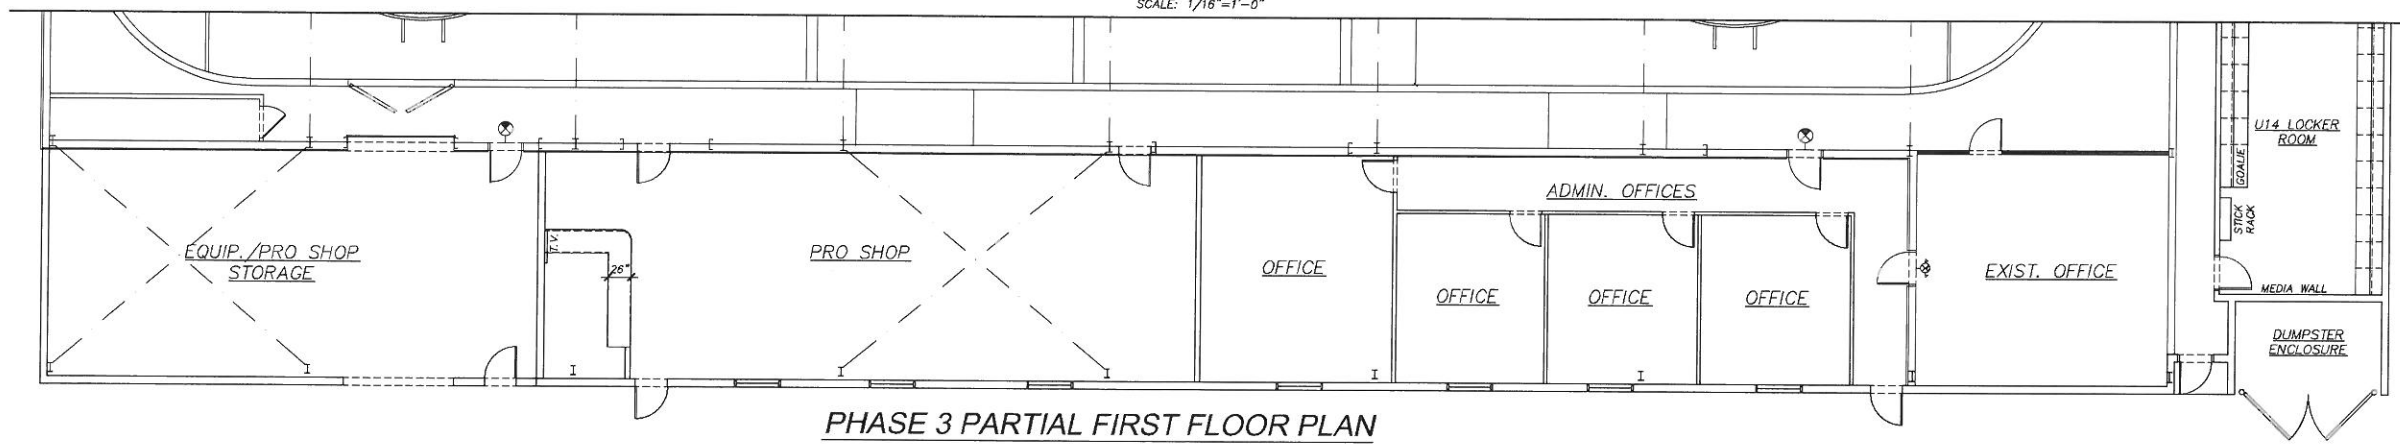 SCALE: 1/16"=1'-0"
U14 LOCKER
ROOM
GOALIE
STICK
RACK
ADMIN. OFFICES
T.V.
EQUIP./PRO SHOP
STORAGE
26"
PRO SHOP
OFFICE
OFFICE
OFFICE
OFFICE
EXIST. OFFICE
MEDIA WALL
DUMPSTER
ENCLOSURE
PHASE 3 PARTIAL FIRST FLOOR PLAN